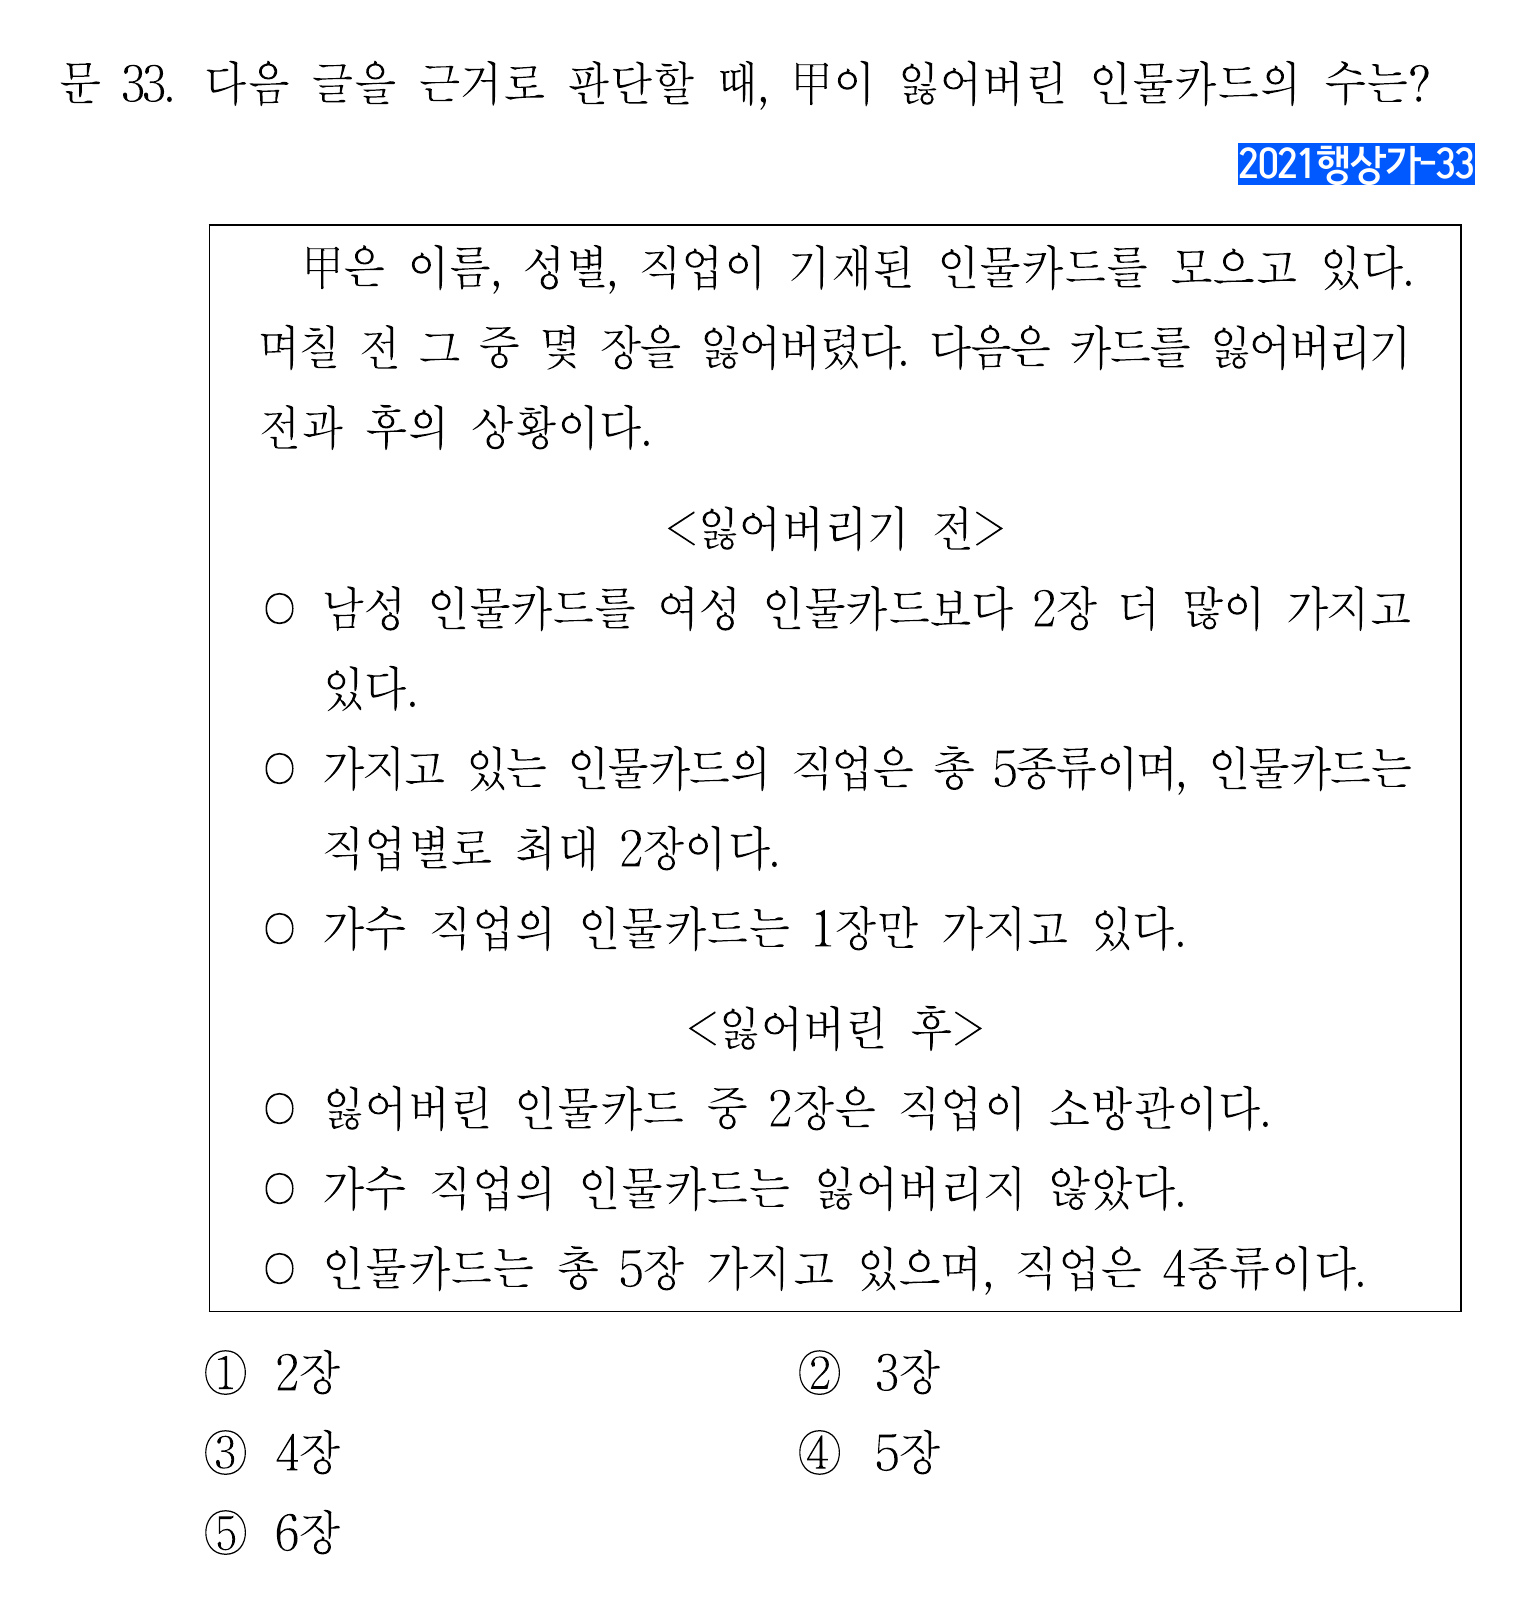 문 33. 다음 글을 근거로 판단할 때, 甲이 잃어버린 인물카드의 수는?
2021행상가-33
甲은 이름, 성별, 직업이 기재된 인물카드를 모으고 있다.
며칠 전 그 중 몇 장을 잃어버렸다. 다음은 카드를 잃어버리기
전과 후의 상황이다.
<잃어버리기 전>
○ 남성 인물카드를 여성 인물카드보다 2장 더 많이 가지고
있다.
○ 가지고 있는 인물카드의 직업은 총 5종류이며, 인물카드는
직업별로 최대 2장이다.
○ 가수 직업의 인물카드는 1장만 가지고 있다.
<잃어버린 후>
○ 잃어버린 인물카드 중 2장은 직업이 소방관이다.
○ 가수 직업의 인물카드는 잃어버리지 않았다.
○ 인물카드는 총 5장 가지고 있으며, 직업은 4종류이다.
① 2장 ② 3장
③ 4장 ④ 5장
⑤ 6장